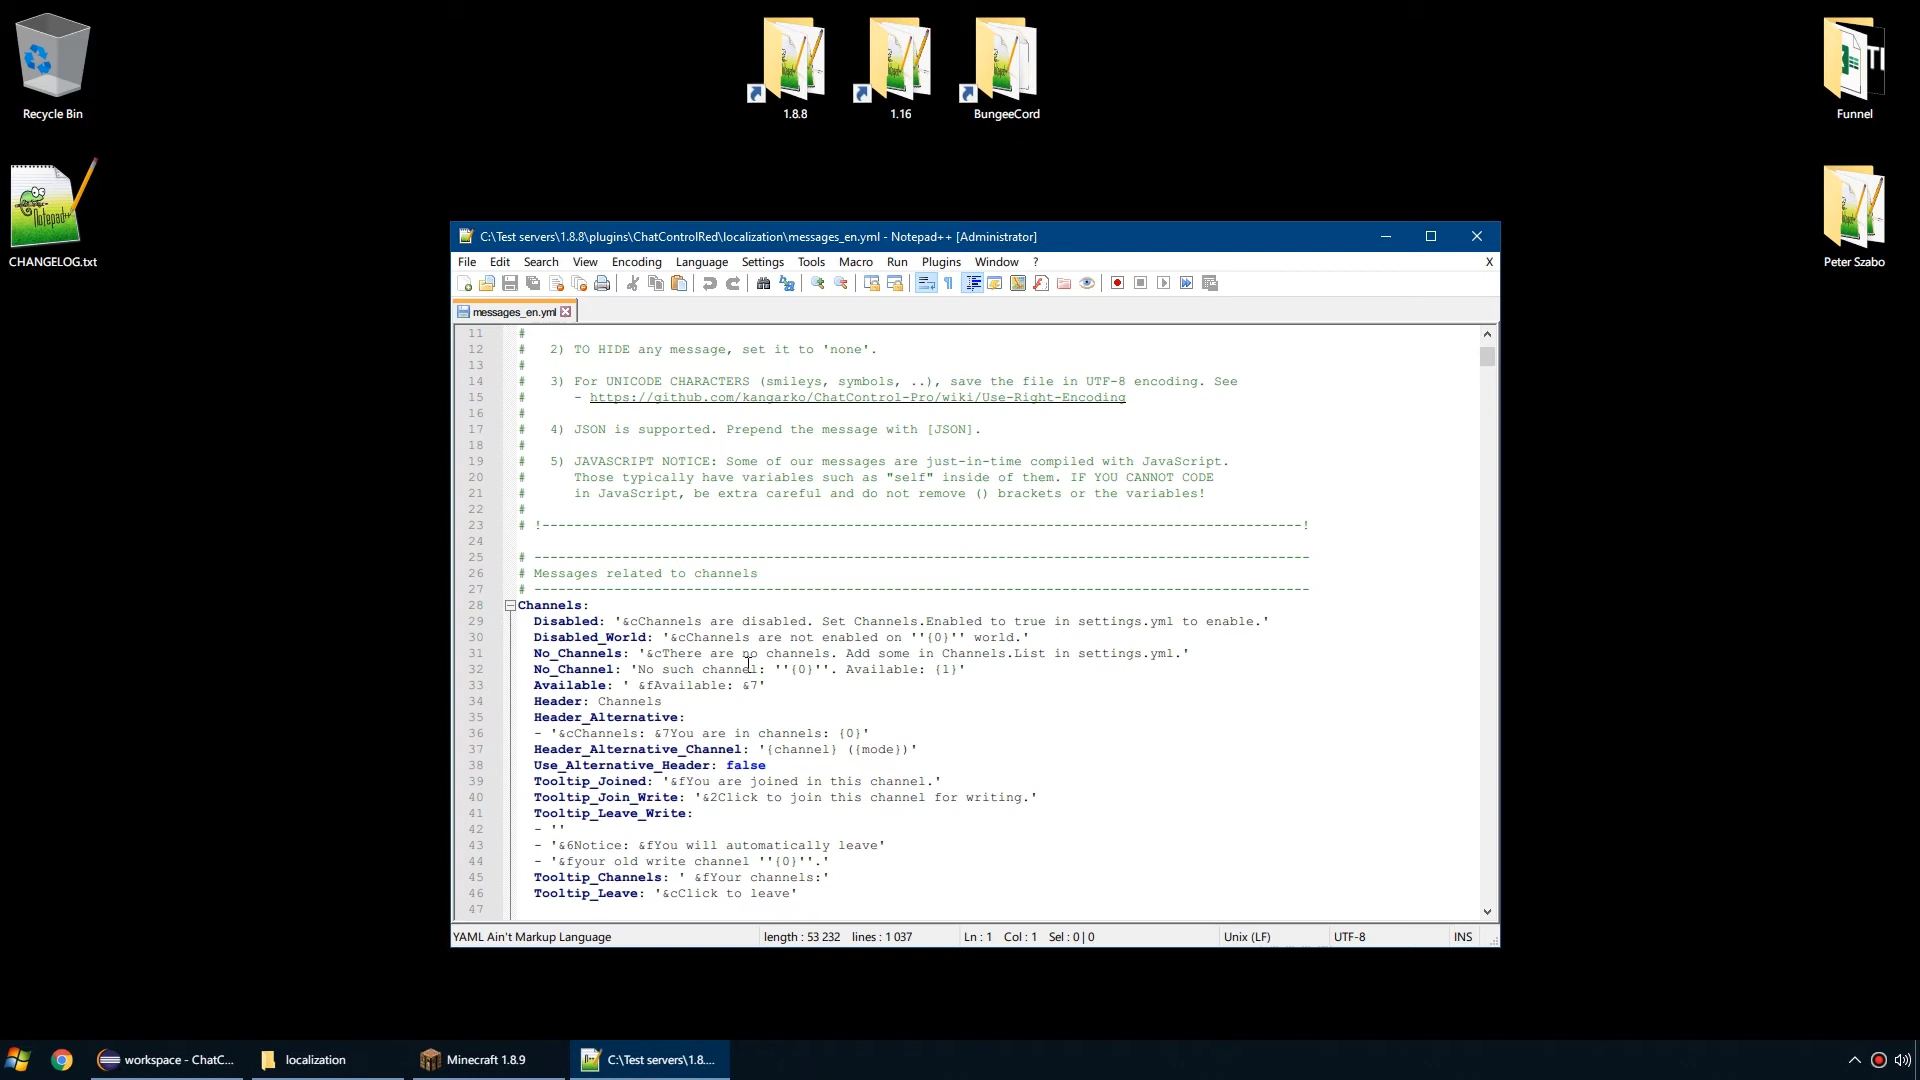 Recycle Bin
1.8.8
1.16
BungeeCord
Funnel
CHANGELOG.txt
Notepad++
Peter Szabo
C:\Test servers\1.8.8\plugins\ChatControlRed\localization\messages_en.yml - Notepad++ [Administrator]
File Edit Search View Encoding Language Settings Tools Macro Run Plugins Window ? X
messages_en.yml
11 #
12 #   2) TO HIDE any message, set it to 'none'.
13 #
14 #   3) For UNICODE CHARACTERS (smileys, symbols, ..), save the file in UTF-8 encoding. See
15 #      - https://github.com/kangarko/ChatControl-Pro/wiki/Use-Right-Encoding
16 #
17 #   4) JSON is supported. Prepend the message with [JSON].
18 #
19 #   5) JAVASCRIPT NOTICE: Some of our messages are just-in-time compiled with JavaScript.
20 #      Those typically have variables such as "self" inside of them. IF YOU CANNOT CODE
21 #      in JavaScript, be extra careful and do not remove () brackets or the variables!
22 #
23 # !-----------------------------------------------------------------------------------------------!
24
25 # -------------------------------------------------------------------------------------------------
26 # Messages related to channels
27 # -------------------------------------------------------------------------------------------------
28 Channels:
29   Disabled: '&cChannels are disabled. Set Channels.Enabled to true in settings.yml to enable.'
30   Disabled_World: '&cChannels are not enabled on ''{0}'' world.'
31   No_Channels: '&cThere are no channels. Add some in Channels.List in settings.yml.'
32   No_Channel: 'No such channel: ''{0}''. Available: {1}'
33   Available: ' &fAvailable: &7'
34   Header: Channels
35   Header_Alternative:
36   - '&cChannels: &7You are in channels: {0}'
37   Header_Alternative_Channel: '{channel} ({mode})'
38   Use_Alternative_Header: false
39   Tooltip_Joined: '&fYou are joined in this channel.'
40   Tooltip_Join_Write: '&2Click to join this channel for writing.'
41   Tooltip_Leave_Write:
42   - ''
43   - '&6Notice: &fYou will automatically leave'
44   - '&fyour old write channel ''{0}''.'
45   Tooltip_Channels: ' &fYour channels:'
46   Tooltip_Leave: '&cClick to leave'
47
YAML Ain't Markup Language length : 53 232 lines : 1 037 Ln : 1 Col : 1 Sel : 0 | 0 Unix (LF) UTF-8 INS
workspace - ChatC... localization Minecraft 1.8.9 C:\Test servers\1.8....